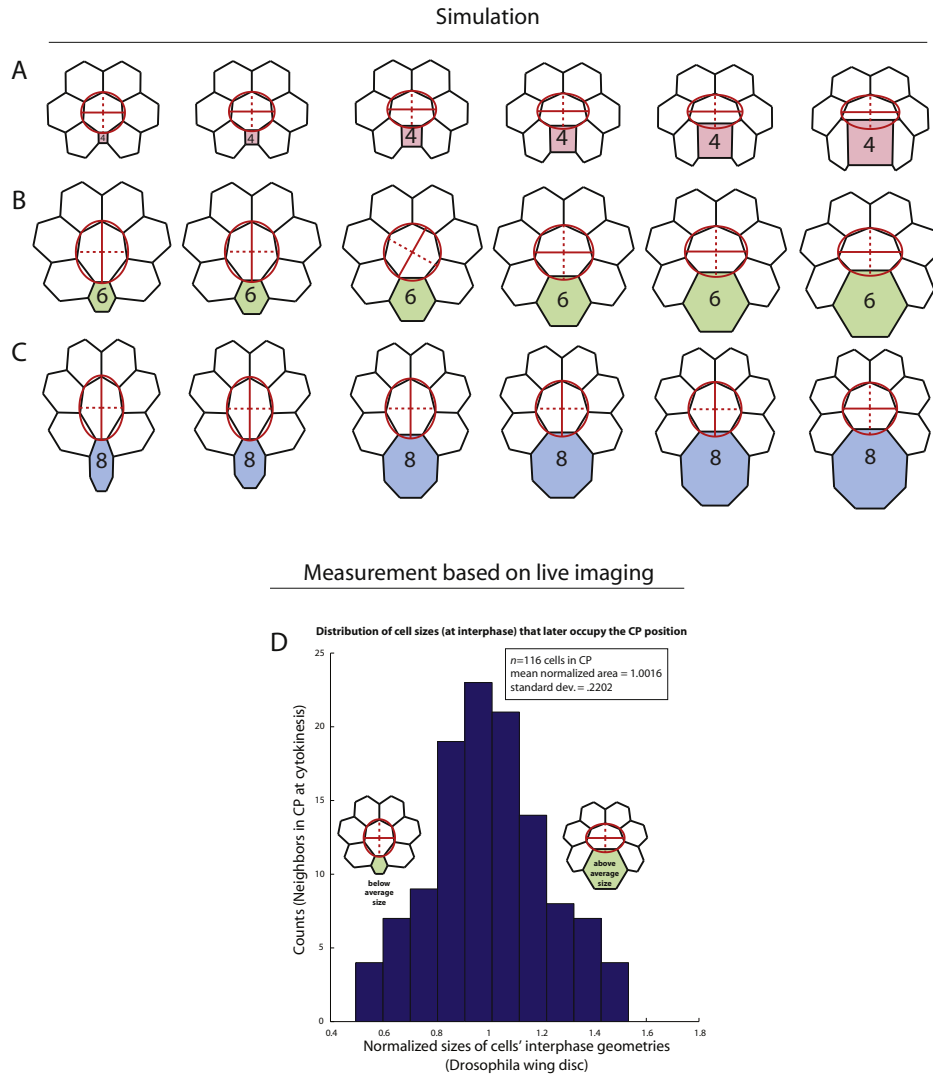 Simulation
A
4 4 4 4 4 4
B
6 6 6 6 6 6
C
8 8 8 8 8 8
Measurement based on live imaging
D
Distribution of cell sizes (at interphase) that later occupy the CP position
n=116 cells in CP
mean normalized area = 1.0016
standard dev. = .2202
Counts (Neighbors in CP at cytokinesis)
25
20
15
10
5
0
below
average
size
above
average
size
0.4 0.6 0.8 1 1.2 1.4 1.6 1.8
Normalized sizes of cells' interphase geometries
(Drosophila wing disc)